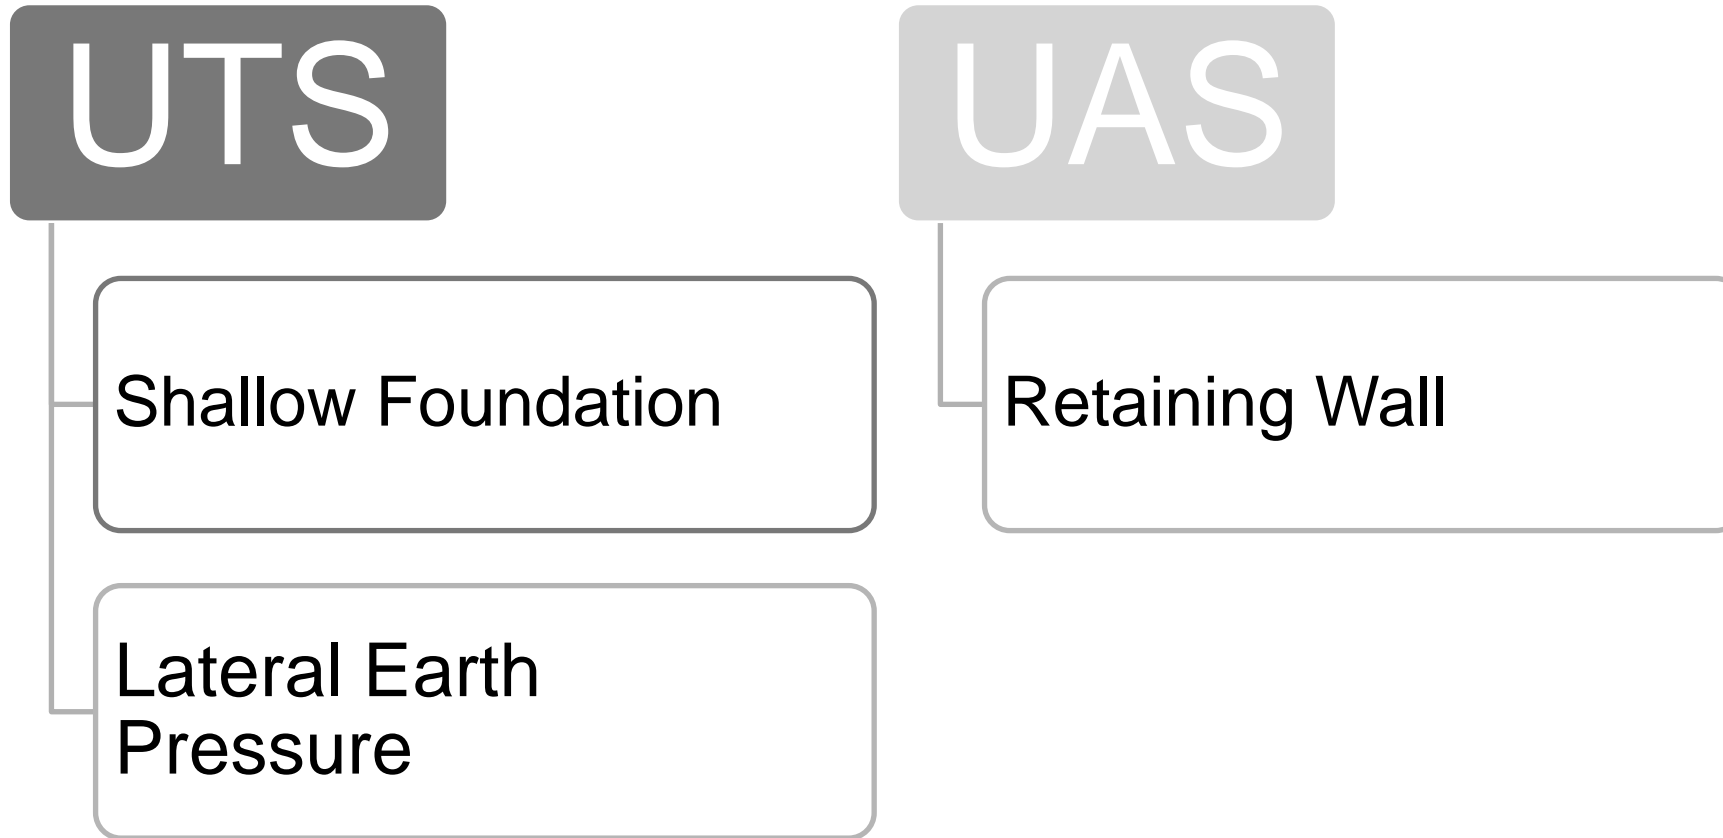 UTS
Shallow Foundation
Lateral Earth
Pressure
UAS
Retaining Wall